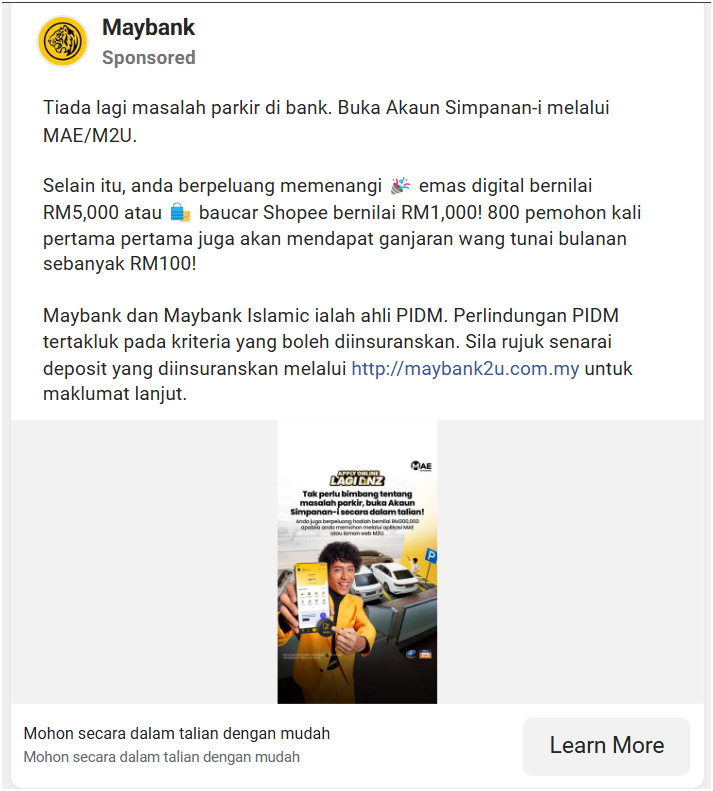 Maybank
Sponsored
Tiada lagi masalah parkir di bank. Buka Akaun Simpanan-i melalui
MAE/M2U.
Selain itu, anda berpeluang memenangi 🎉 emas digital bernilai
RM5,000 atau 🛍️ baucar Shopee bernilai RM1,000! 800 pemohon kali
pertama pertama juga akan mendapat ganjaran wang tunai bulanan
sebanyak RM100!
Maybank dan Maybank Islamic ialah ahli PIDM. Perlindungan PIDM
tertakluk pada kriteria yang boleh diinsuranskan. Sila rujuk senarai
deposit yang diinsuranskan melalui http://maybank2u.com.my untuk
maklumat lanjut.
MAE
APPLY ONLINE
LAGI ONZ
Tak perlu bimbang tentang
masalah parkir, buka Akaun
Simpanan-i secara dalam talian!
Anda juga berpeluang hadiah bernilai RM300,000
apabila anda memohon melalui aplikasi MAE
atau laman web M2U.
P
Mohon secara dalam talian dengan mudah
Mohon secara dalam talian dengan mudah
Learn More